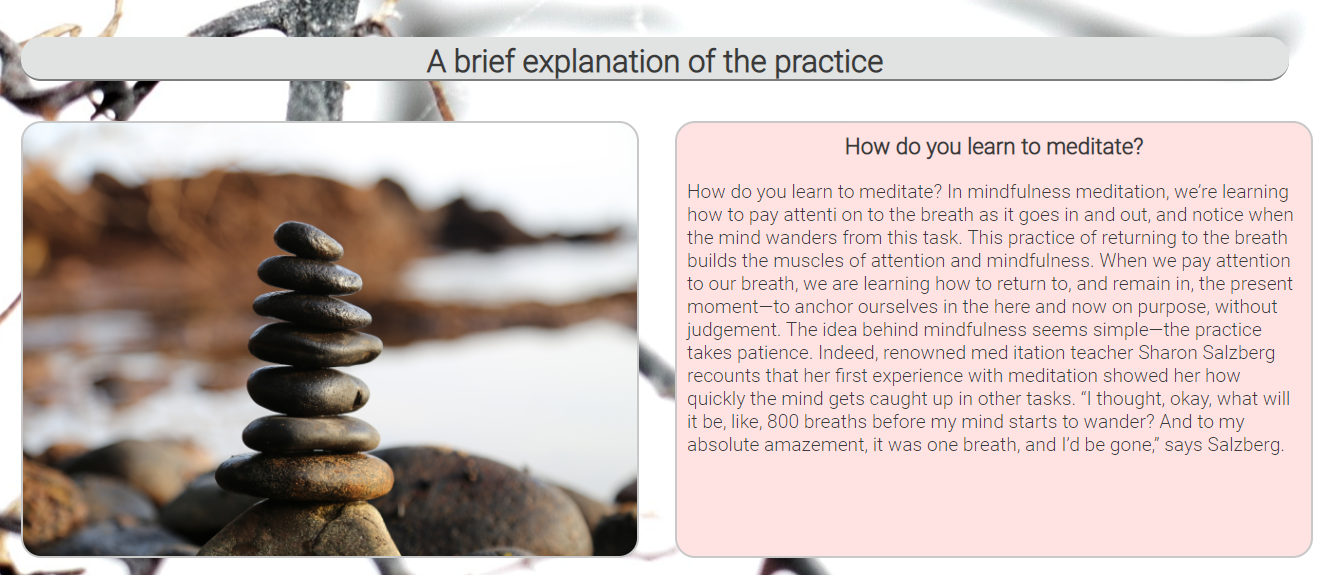 A brief explanation of the practice
How do you learn to meditate?
How do you learn to meditate? In mindfulness meditation, we’re learning
how to pay attenti on to the breath as it goes in and out, and notice when
the mind wanders from this task. This practice of returning to the breath
builds the muscles of attention and mindfulness. When we pay attention
to our breath, we are learning how to return to, and remain in, the present
moment—to anchor ourselves in the here and now on purpose, without
judgement. The idea behind mindfulness seems simple—the practice
takes patience. Indeed, renowned med itation teacher Sharon Salzberg
recounts that her first experience with meditation showed her how
quickly the mind gets caught up in other tasks. “I thought, okay, what will
it be, like, 800 breaths before my mind starts to wander? And to my
absolute amazement, it was one breath, and I’d be gone,” says Salzberg.